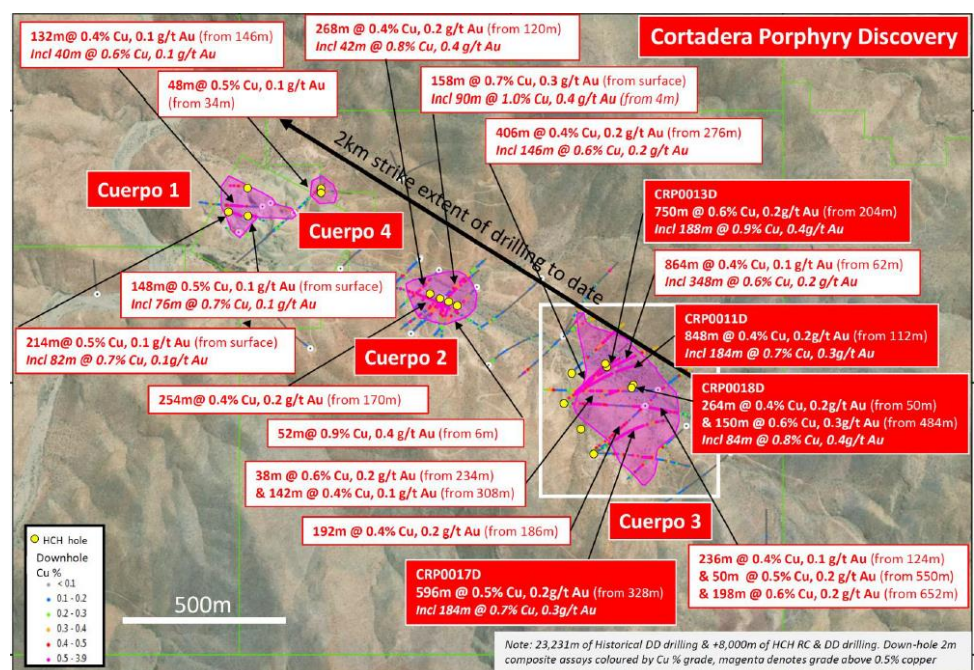 132m@ 0.4% Cu, 0.1 g/t Au (from 146m)
Incl 40m @ 0.6% Cu, 0.1 g/t Au
268m @ 0.4% Cu, 0.2 g/t Au (from 120m)
Incl 42m @ 0.8% Cu, 0.4 g/t Au
Cortadera Porphyry Discovery
48m@ 0.5% Cu, 0.1 g/t Au
(from 34m)
158m @ 0.7% Cu, 0.3 g/t Au (from surface)
Incl 90m @ 1.0% Cu, 0.4 g/t Au (from 4m)
406m @ 0.4% Cu, 0.2 g/t Au (from 276m)
Incl 146m @ 0.6% Cu, 0.2 g/t Au
2km strike extent of drilling to date
Cuerpo 1
Cuerpo 4
CRP0013D
750m @ 0.6% Cu, 0.2g/t Au (from 204m)
Incl 188m @ 0.9% Cu, 0.4g/t Au
864m @ 0.4% Cu, 0.1 g/t Au (from 62m)
Incl 348m @ 0.6% Cu, 0.2 g/t Au
148m@ 0.5% Cu, 0.1 g/t Au (from surface)
Incl 76m @ 0.7% Cu, 0.1 g/t Au
CRP0011D
848m @ 0.4% Cu, 0.2g/t Au (from 112m)
Incl 184m @ 0.7% Cu, 0.3g/t Au
214m@ 0.5% Cu, 0.1 g/t Au (from surface)
Incl 82m @ 0.7% Cu, 0.1g/t Au
Cuerpo 2
CRP0018D
264m @ 0.4% Cu, 0.2g/t Au (from 50m)
& 150m @ 0.6% Cu, 0.3g/t Au (from 484m)
Incl 84m @ 0.8% Cu, 0.4g/t Au
254m@ 0.4% Cu, 0.2 g/t Au (from 170m)
52m@ 0.9% Cu, 0.4 g/t Au (from 6m)
38m @ 0.6% Cu, 0.2 g/t Au (from 234m)
& 142m @ 0.4% Cu, 0.1 g/t Au (from 308m)
192m @ 0.4% Cu, 0.2 g/t Au (from 186m)
Cuerpo 3
236m @ 0.4% Cu, 0.1 g/t Au (from 124m)
& 50m @ 0.5% Cu, 0.2 g/t Au (from 550m)
& 198m @ 0.6% Cu, 0.2 g/t Au (from 652m)
CRP0017D
596m @ 0.5% Cu, 0.2g/t Au (from 328m)
Incl 184m @ 0.7% Cu, 0.3g/t Au
HCH hole
Downhole
Cu %
< 0.1
0.1 - 0.2
0.2 - 0.3
0.3 - 0.4
0.4 - 0.5
0.5 - 3.9
500m
Note: 23,231m of Historical DD drilling & +8,000m of HCH RC & DD drilling. Down-hole 2m
composite assays coloured by Cu % grade, magenta denotes grade above 0.5% copper